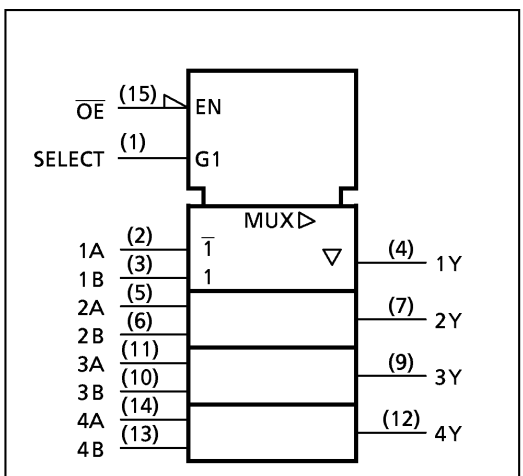 O̅E̅ (15) EN
SELECT (1) G1
MUX▷
1A (2) 1̅ ▽ (4) 1Y
1B (3) 1
2A (5) (7) 2Y
2B (6)
3A (11) (9) 3Y
3B (10)
4A (14) (12) 4Y
4B (13)